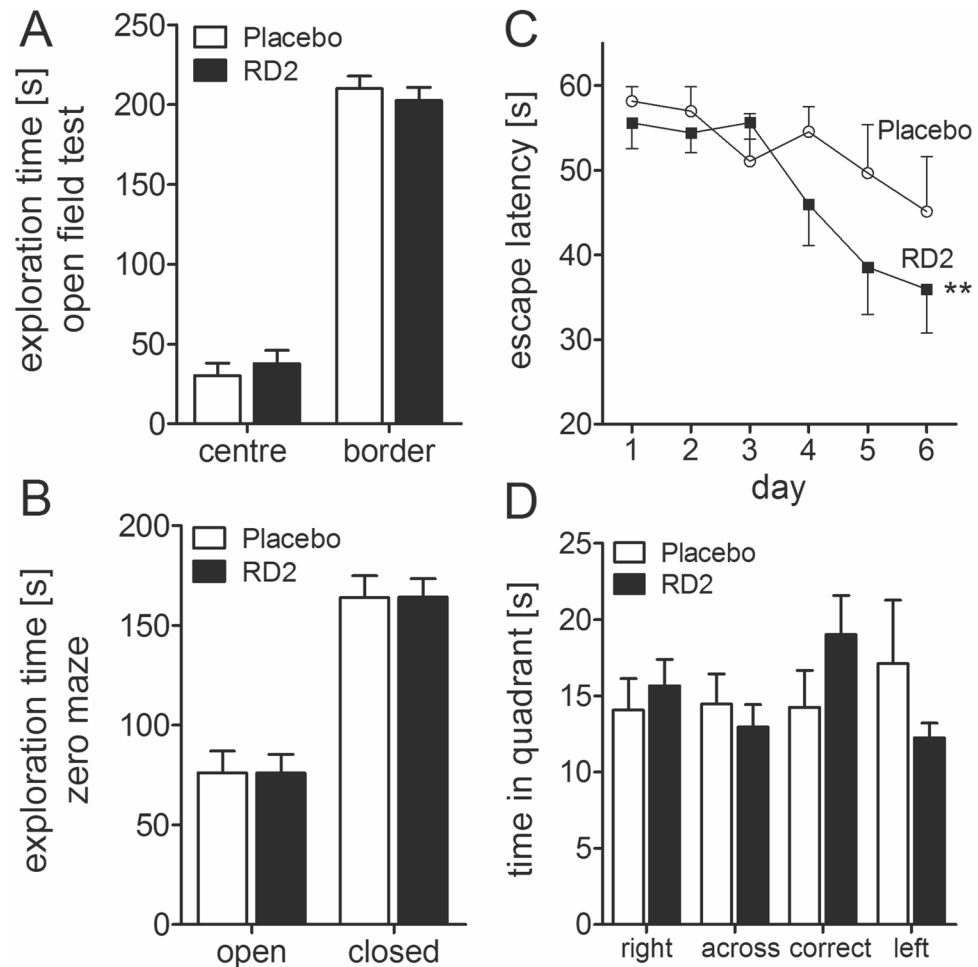 A
exploration time [s]
open field test
250
200
150
100
50
0
Placebo
RD2
centre border
B
exploration time [s]
zero maze
200
150
100
50
0
Placebo
RD2
open closed
C
escape latency [s]
60
50
40
30
20
Placebo
RD2
**
1 2 3 4 5 6
day
D
time in quadrant [s]
25
20
15
10
5
0
Placebo
RD2
right across correct left